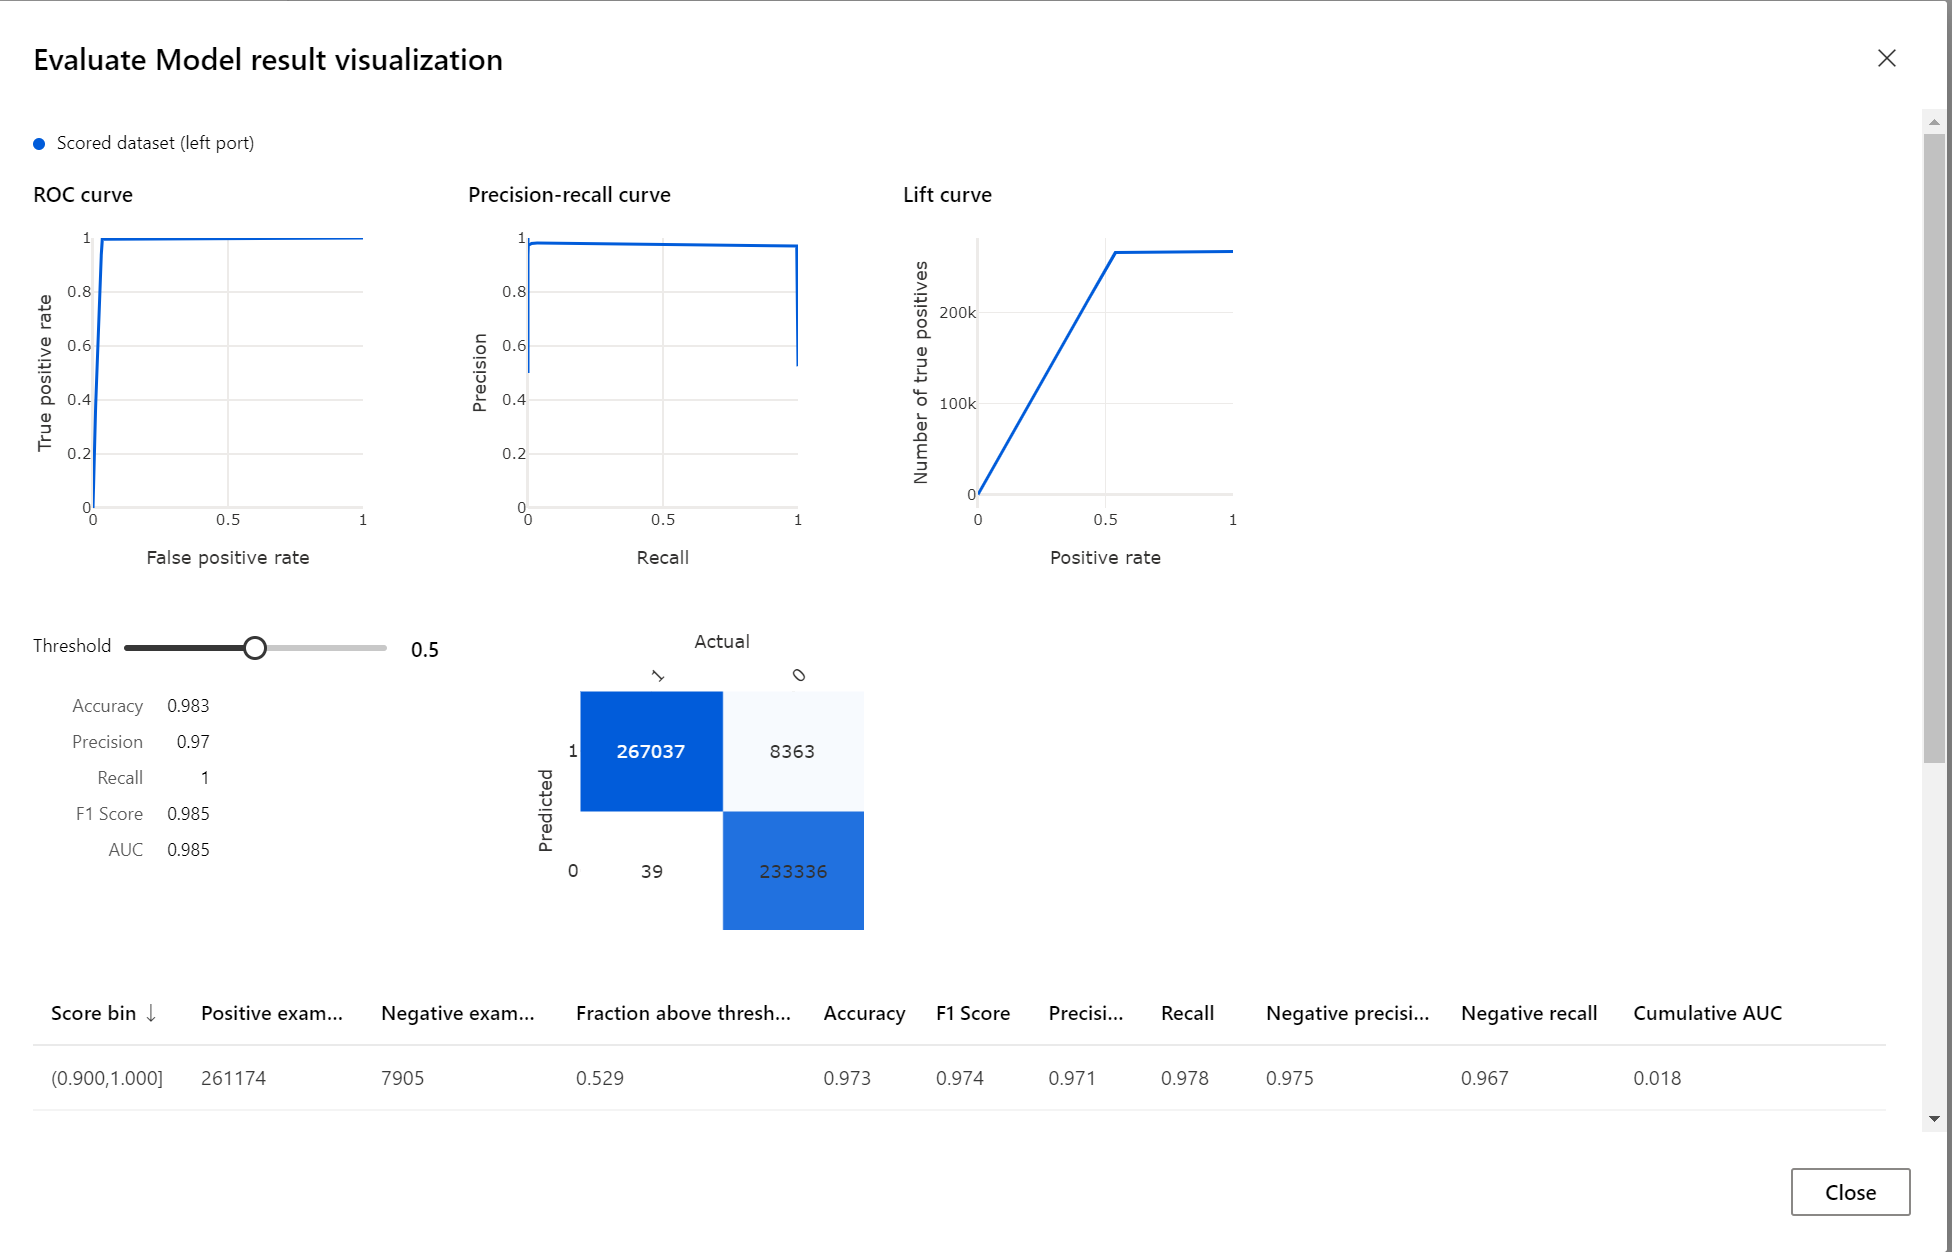 Evaluate Model result visualization
Scored dataset (left port)
ROC curve
Precision-recall curve
Lift curve
1
0.8
0.6
0.4
0.2
0
0
0.5
1
True positive rate
False positive rate
1
0.8
0.6
0.4
0.2
0
0
0.5
1
Precision
Recall
200k
100k
0
0
0.5
1
Number of true positives
Positive rate
Threshold 0.5
Accuracy 0.983
Precision 0.97
Recall 1
F1 Score 0.985
AUC 0.985
Actual
1 0
Predicted
1 267037 8363
0 39 233336
Score bin ↓ Positive exam... Negative exam... Fraction above thresh... Accuracy F1 Score Precisi... Recall Negative precisi... Negative recall Cumulative AUC
(0.900,1.000] 261174 7905 0.529 0.973 0.974 0.971 0.978 0.975 0.967 0.018
Close